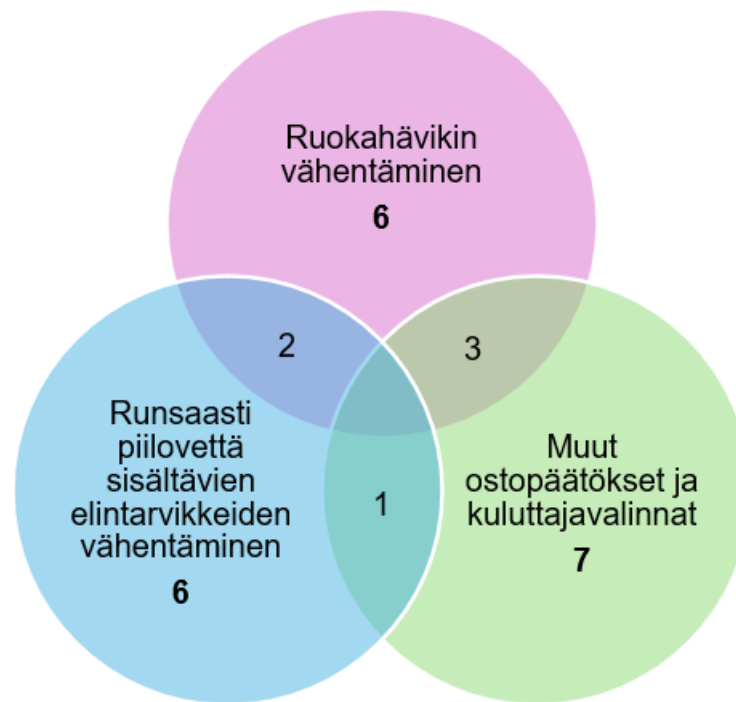 Ruokahävikin
vähentäminen
6
2
3
Runsaasti
piilovettä
sisältävien
elintarvikkeiden
vähentäminen
6
1
Muut
ostopäätökset ja
kuluttajavalinnat
7